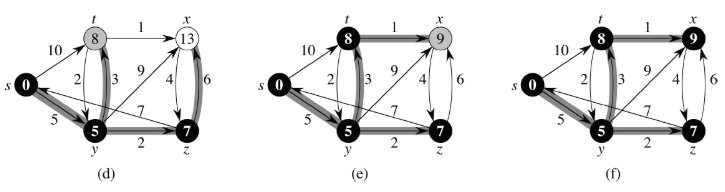 t 1 x
8 13
10
s 0 2 3 9 4 6
5 7
5 7
2
y z
(d)
t 1 x
8 9
10
s 0 2 3 9 4 6
5 7
5 7
2
y z
(e)
t 1 x
8 9
10
s 0 2 3 9 4 6
5 7
5 7
2
y z
(f)